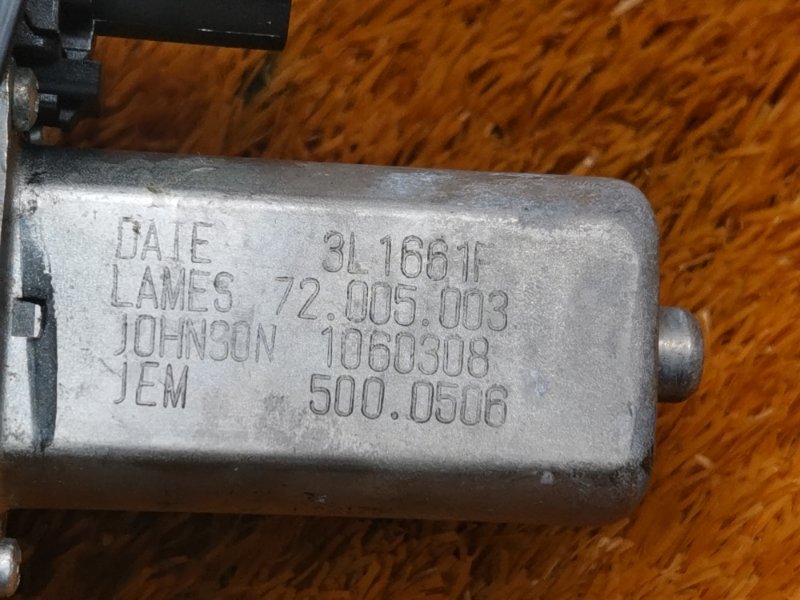 DATE 3L1661F
LAMES 72.005.003
JOHNSON 1060308
JEM 500.0506